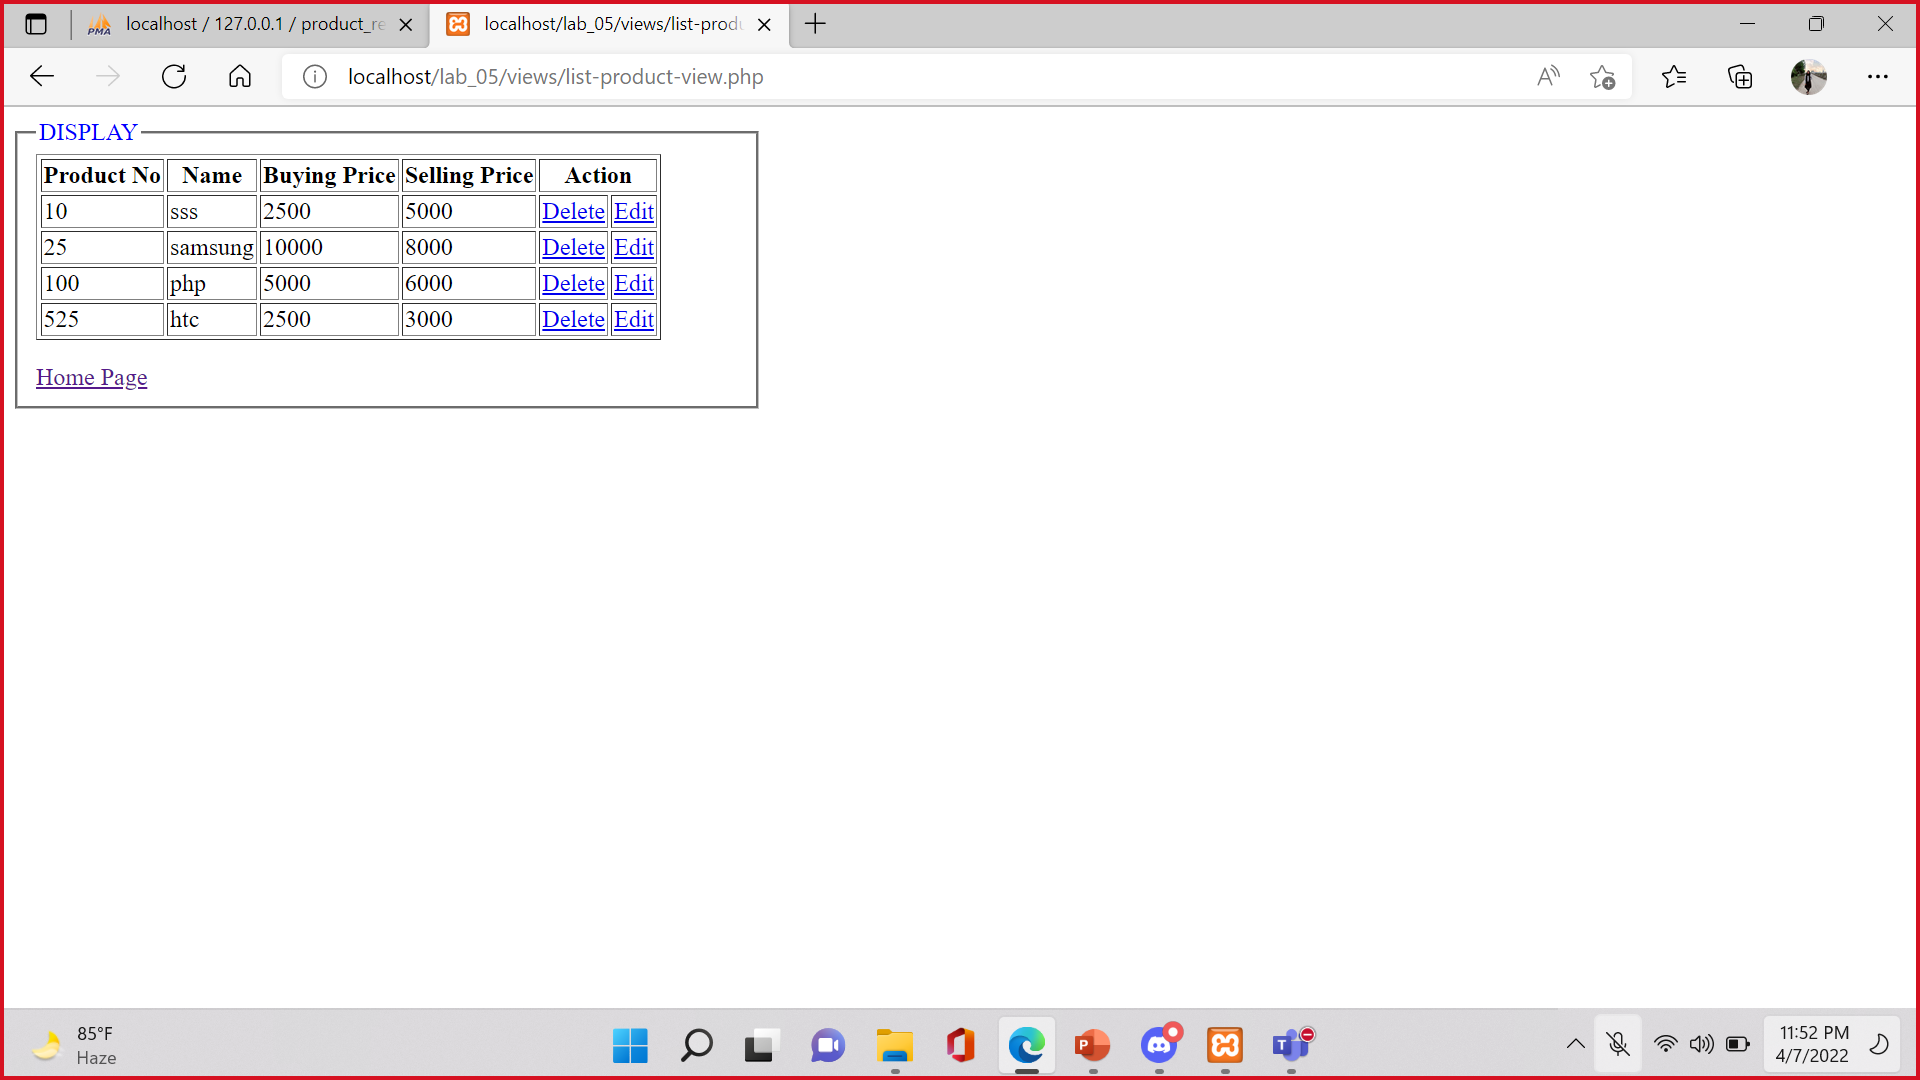 PMA localhost / 127.0.0.1 / product_re
localhost/lab_05/views/list-produ
localhost/lab_05/views/list-product-view.php
DISPLAY
Product No Name Buying Price Selling Price Action
10 sss 2500 5000 Delete Edit
25 samsung 10000 8000 Delete Edit
100 php 5000 6000 Delete Edit
525 htc 2500 3000 Delete Edit
Home Page
85°F
Haze
11:52 PM
4/7/2022